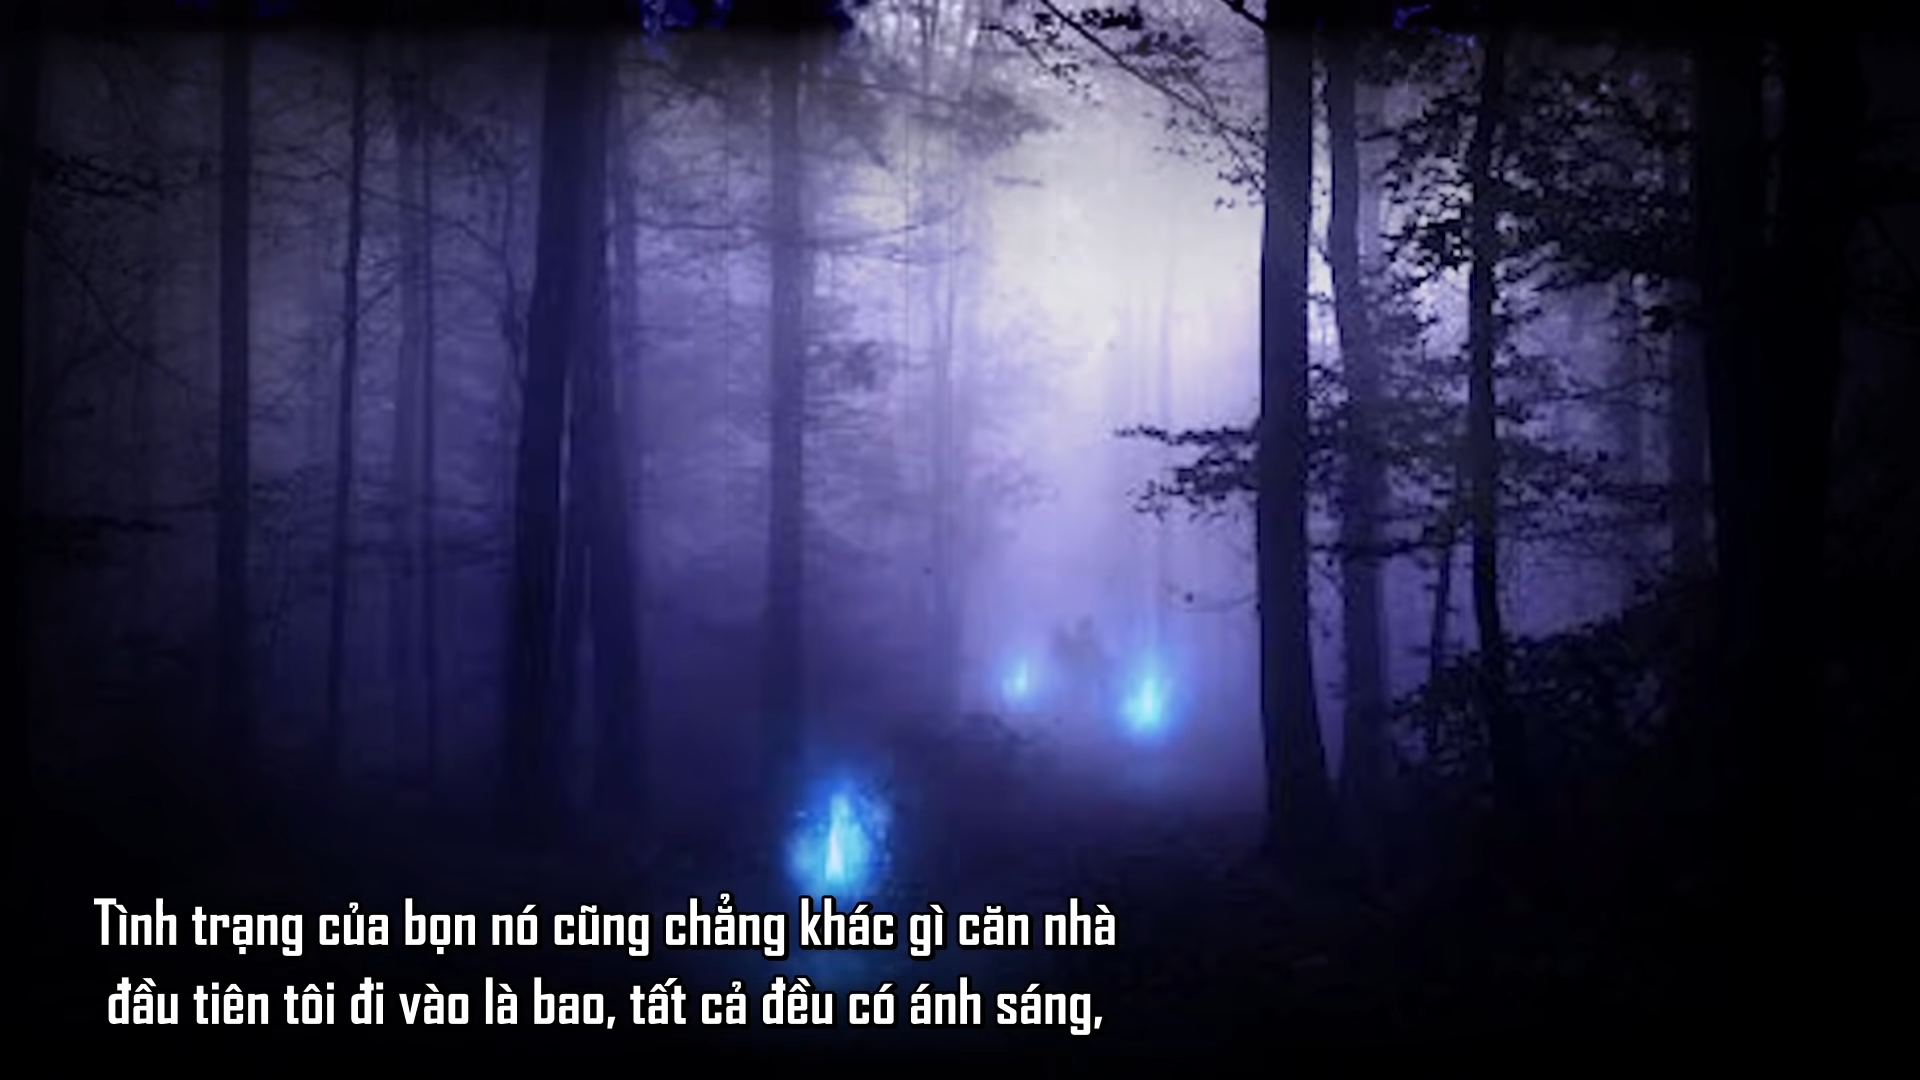 Tình trạng của bọn nó cũng chẳng khác gì căn nhà
đầu tiên tôi đi vào là bao, tất cả đều có ánh sáng,